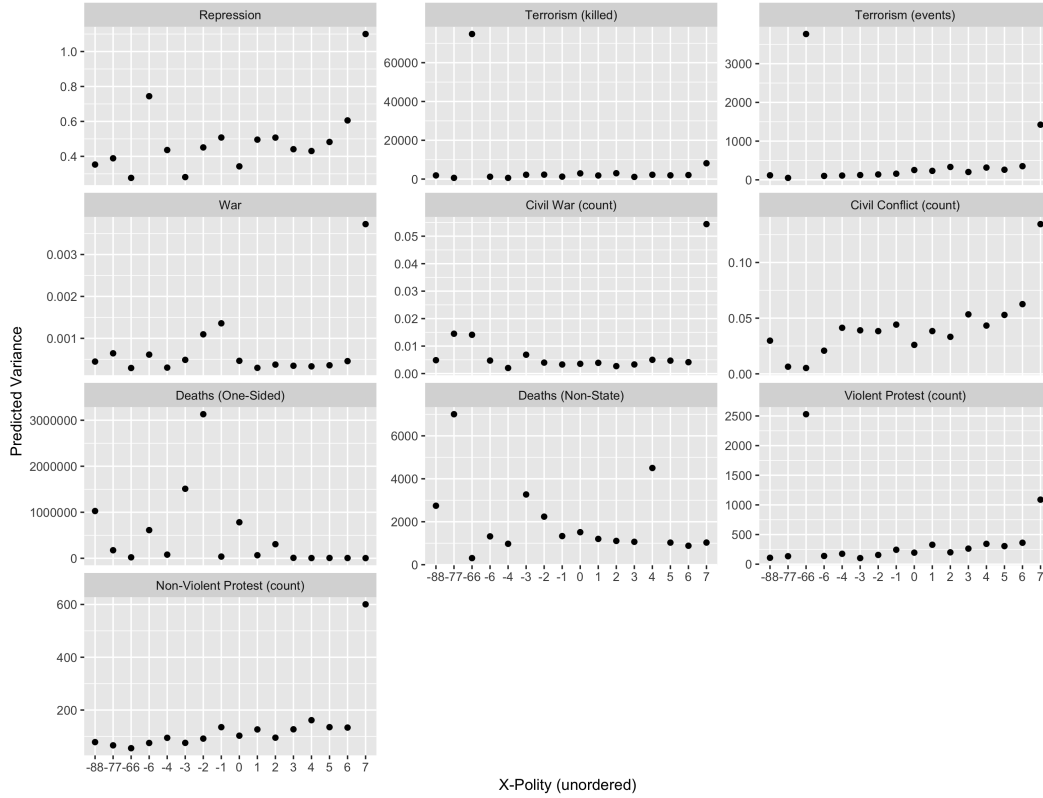 Repression
Terrorism (killed)
Terrorism (events)
1.0
0.8
0.6
0.4
60000
40000
20000
0
3000
2000
1000
0
War
Civil War (count)
Civil Conflict (count)
0.003
0.002
0.001
0.05
0.04
0.03
0.02
0.01
0.00
0.10
0.05
0.00
Predicted Variance
Deaths (One-Sided)
Deaths (Non-State)
Violent Protest (count)
3000000
2000000
1000000
0
6000
4000
2000
0
2500
2000
1500
1000
500
0
-88 -77 -66 -6 -4 -3 -2 -1 0 1 2 3 4 5 6 7
-88 -77 -66 -6 -4 -3 -2 -1 0 1 2 3 4 5 6 7
Non-Violent Protest (count)
600
400
200
-88 -77 -66 -6 -4 -3 -2 -1 0 1 2 3 4 5 6 7
X-Polity (unordered)